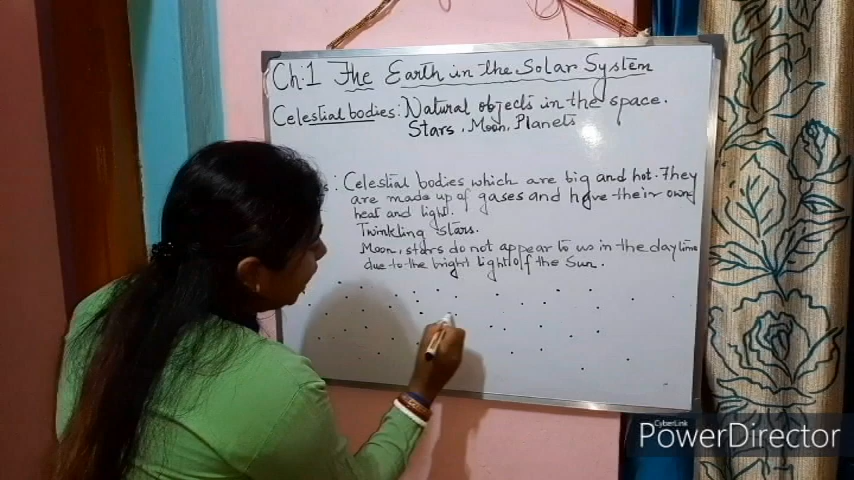 Ch:1 The Earth in the Solar System
Celestial bodies: Natural objects in the space.
Stars, Moon, Planets
: Celestial bodies which are big and hot. They
are made up of gases and have their own
heat and light.
Twinkling stars.
Moon, stars do not appear to us in the day time
due to the bright light of the Sun.
CyberLink
PowerDirector